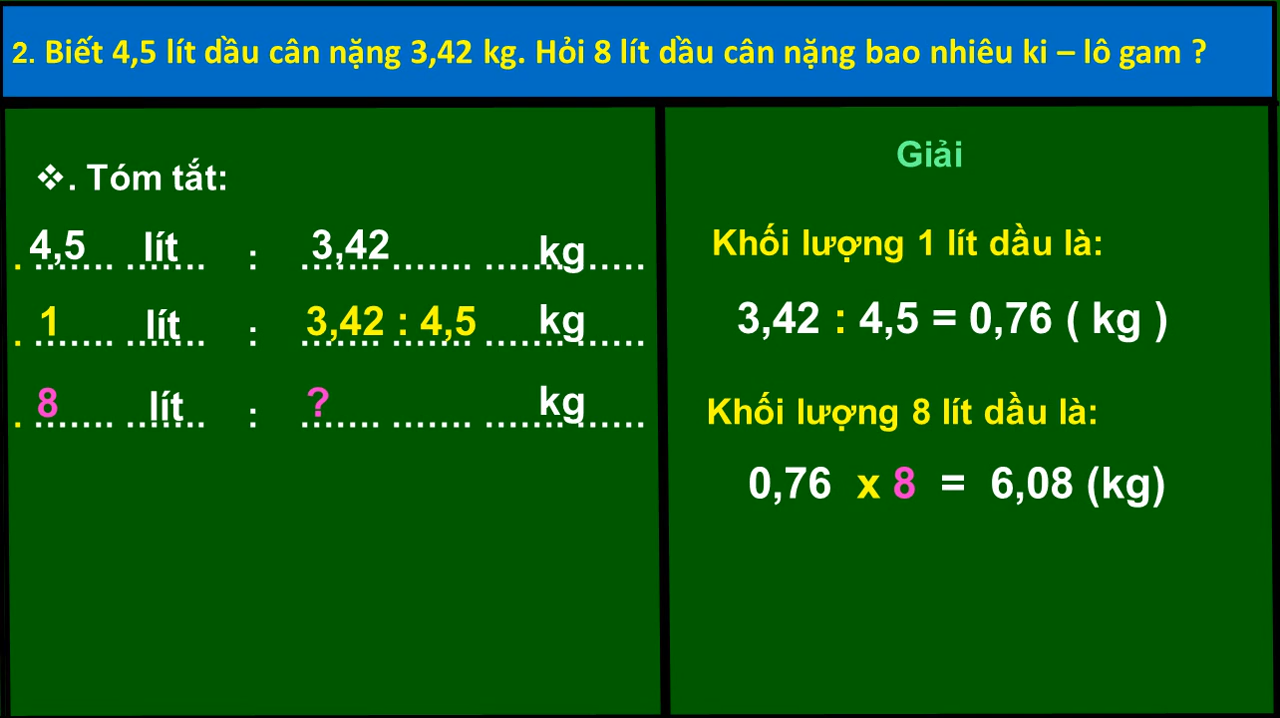 2. Biết 4,5 lít dầu cân nặng 3,42 kg. Hỏi 8 lít dầu cân nặng bao nhiêu ki – lô gam ?
❖. Tóm tắt:
. 4,5 lít : 3,42 kg
. 1 lít : 3,42 : 4,5 kg
. 8 lít : ? kg
Giải
Khối lượng 1 lít dầu là:
3,42 : 4,5 = 0,76 ( kg )
Khối lượng 8 lít dầu là:
0,76 x 8 = 6,08 (kg)